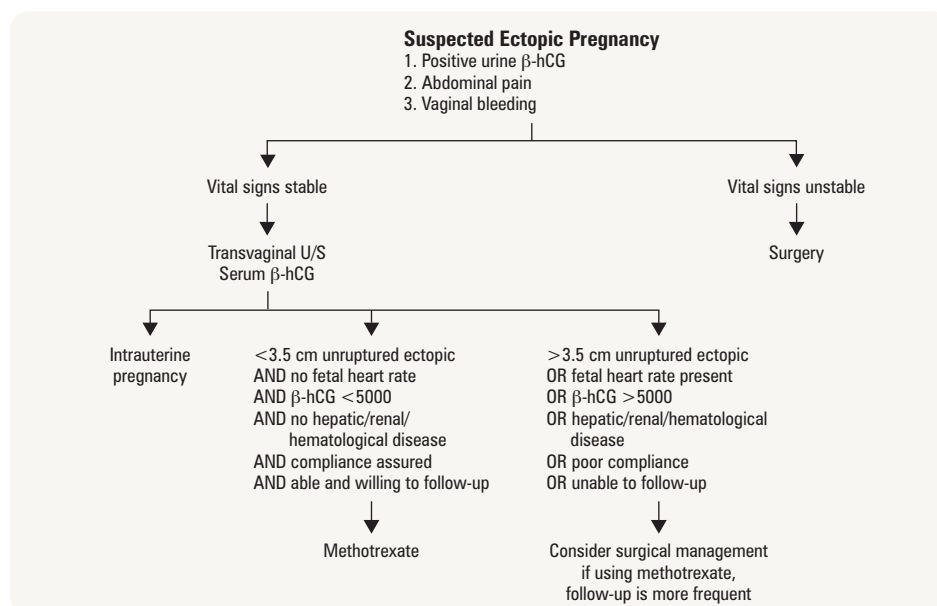 Suspected Ectopic Pregnancy
1. Positive urine β-hCG
2. Abdominal pain
3. Vaginal bleeding
Vital signs stable
Vital signs unstable
Transvaginal U/S
Serum β-hCG
Surgery
Intrauterine
pregnancy
<3.5 cm unruptured ectopic
AND no fetal heart rate
AND β-hCG <5000
AND no hepatic/renal/
hematological disease
AND compliance assured
AND able and willing to follow-up
>3.5 cm unruptured ectopic
OR fetal heart rate present
OR β-hCG >5000
OR hepatic/renal/hematological
disease
OR poor compliance
OR unable to follow-up
Methotrexate
Consider surgical management
if using methotrexate,
follow-up is more frequent